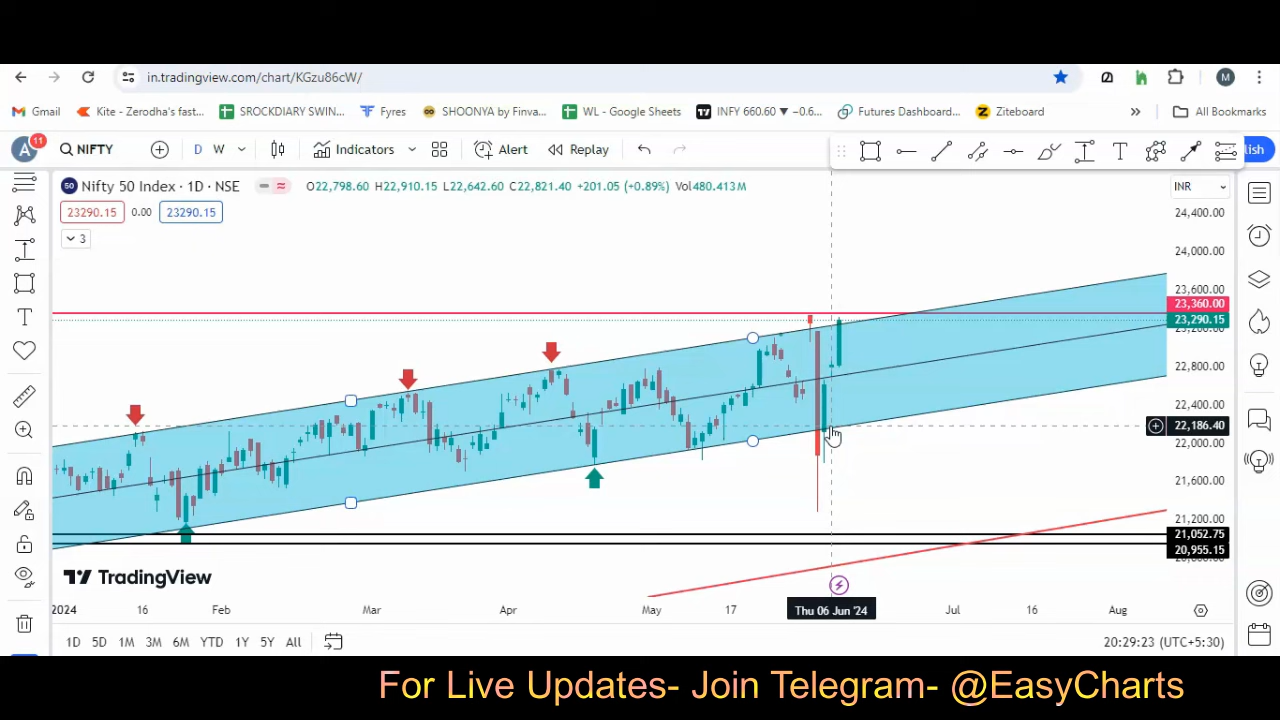 in.tradingview.com/chart/KGzu86cW/
M
Gmail Kite - Zerodha's fast... SROCKDIARY SWIN... Fyres SHOONYA by Finva... WL - Google Sheets INFY 660.60 ▼ −0.6... Futures Dashboard... Ziteboard » All Bookmarks
A 11 NIFTY D W Indicators Alert Replay T lish
50 Nifty 50 Index · 1D · NSE O22,798.60 H22,910.15 L22,642.60 C22,821.40 +201.05 (+0.89%) Vol480.413M INR
23290.15 0.00 23290.15
3
24,400.00
24,000.00
23,600.00
23,360.00
23,290.15
23,200.00
22,800.00
22,400.00
22,186.40
22,000.00
21,600.00
21,200.00
21,052.75
20,955.15
TradingView
2024 16 Feb Mar Apr May 17 Thu 06 Jun '24 Jul 16 Aug
1D 5D 1M 3M 6M YTD 1Y 5Y All 20:29:23 (UTC+5:30)
For Live Updates- Join Telegram- @EasyCharts